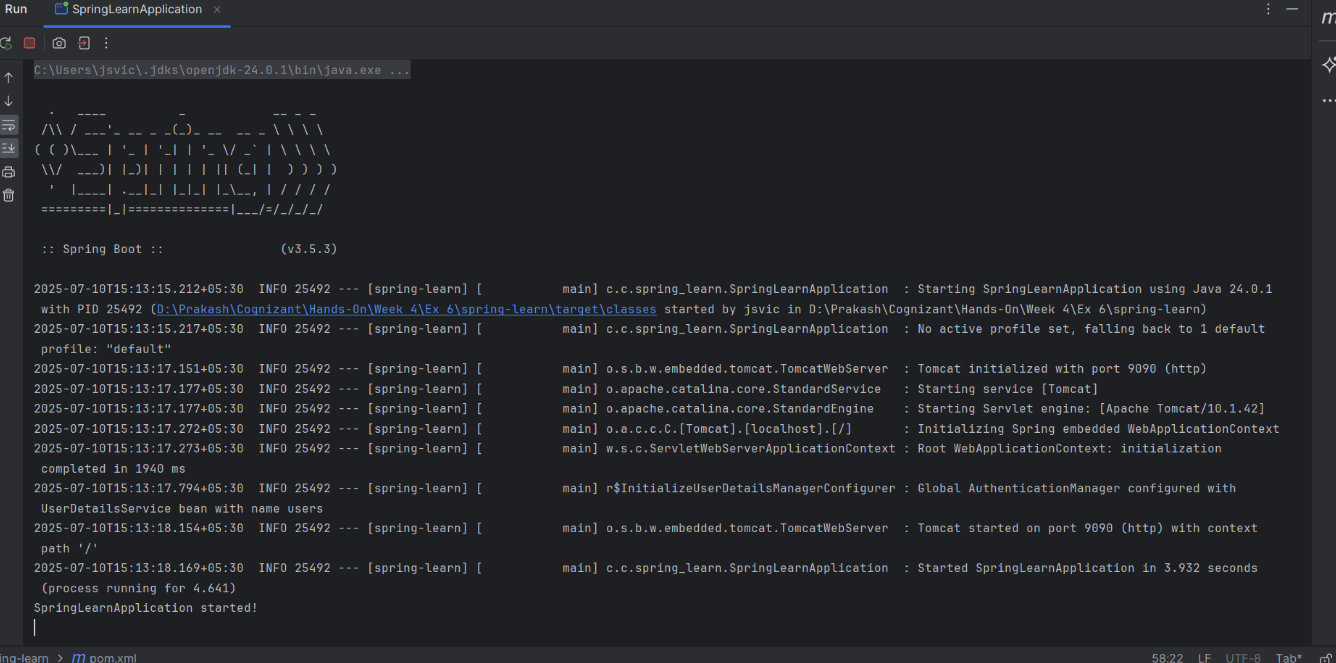 Run SpringLearnApplication
C:\Users\jsvic\.jdks\openjdk-24.0.1\bin\java.exe ...
  .   ____          _            __ _ _
 /\\ / ___'_ __ _ _(_)_ __  __ _ \ \ \ \
( ( )\___ | '_ | '_| | '_ \/ _` | \ \ \ \
 \\/  ___)| |_)| | | | | || (_| |  ) ) ) )
  '  |____| .__|_| |_|_| |_\__, | / / / /
 =========|_|==============|___/=/_/_/_/
 :: Spring Boot ::                (v3.5.3)
2025-07-10T15:13:15.212+05:30  INFO 25492 --- [spring-learn] [           main] c.c.spring_learn.SpringLearnApplication  : Starting SpringLearnApplication using Java 24.0.1
 with PID 25492 (D:\Prakash\Cognizant\Hands-On\Week 4\Ex 6\spring-learn\target\classes started by jsvic in D:\Prakash\Cognizant\Hands-On\Week 4\Ex 6\spring-learn)
2025-07-10T15:13:15.217+05:30  INFO 25492 --- [spring-learn] [           main] c.c.spring_learn.SpringLearnApplication  : No active profile set, falling back to 1 default
 profile: "default"
2025-07-10T15:13:17.151+05:30  INFO 25492 --- [spring-learn] [           main] o.s.b.w.embedded.tomcat.TomcatWebServer  : Tomcat initialized with port 9090 (http)
2025-07-10T15:13:17.177+05:30  INFO 25492 --- [spring-learn] [           main] o.apache.catalina.core.StandardService   : Starting service [Tomcat]
2025-07-10T15:13:17.177+05:30  INFO 25492 --- [spring-learn] [           main] o.apache.catalina.core.StandardEngine    : Starting Servlet engine: [Apache Tomcat/10.1.42]
2025-07-10T15:13:17.272+05:30  INFO 25492 --- [spring-learn] [           main] o.a.c.c.C.[Tomcat].[localhost].[/]       : Initializing Spring embedded WebApplicationContext
2025-07-10T15:13:17.273+05:30  INFO 25492 --- [spring-learn] [           main] w.s.c.ServletWebServerApplicationContext : Root WebApplicationContext: initialization
 completed in 1940 ms
2025-07-10T15:13:17.794+05:30  INFO 25492 --- [spring-learn] [           main] r$InitializeUserDetailsManagerConfigurer : Global AuthenticationManager configured with
 UserDetailsService bean with name users
2025-07-10T15:13:18.154+05:30  INFO 25492 --- [spring-learn] [           main] o.s.b.w.embedded.tomcat.TomcatWebServer  : Tomcat started on port 9090 (http) with context
 path '/'
2025-07-10T15:13:18.169+05:30  INFO 25492 --- [spring-learn] [           main] c.c.spring_learn.SpringLearnApplication  : Started SpringLearnApplication in 3.932 seconds
 (process running for 4.641)
SpringLearnApplication started!
ing-learn > m pom.xml 58:22 LF UTF-8 Tab*